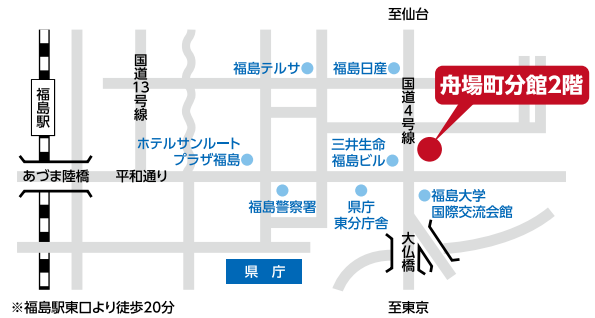 至仙台
福島テルサ
福島日産
舟場町分館2階
国道13号線
国道4号線
福島駅
ホテルサンルート
プラザ福島
三井生命
福島ビル
あづま陸橋
平和通り
福島警察署
県庁
東分庁舎
福島大学
国際交流会館
大仏橋
県 庁
※福島駅東口より徒歩20分
至東京